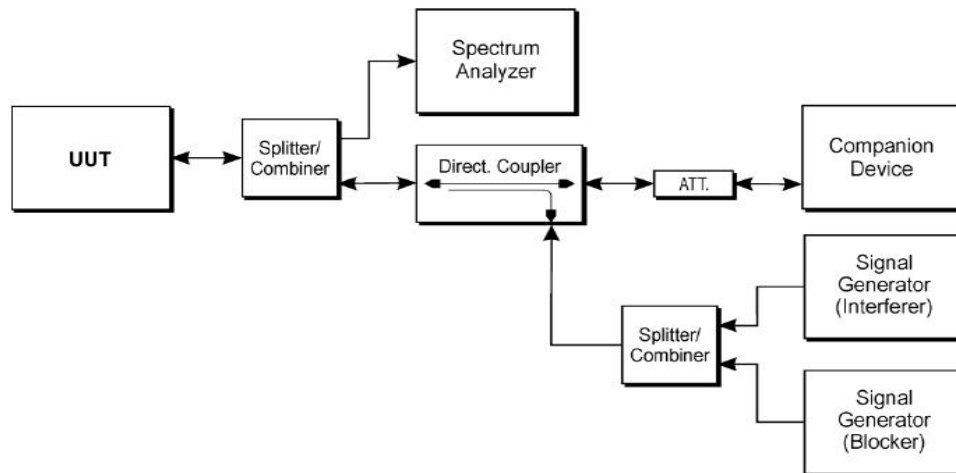 Spectrum
Analyzer
UUT
Splitter/
Combiner
Direct. Coupler
ATT.
Companion
Device
Signal
Generator
(Interferer)
Splitter/
Combiner
Signal
Generator
(Blocker)